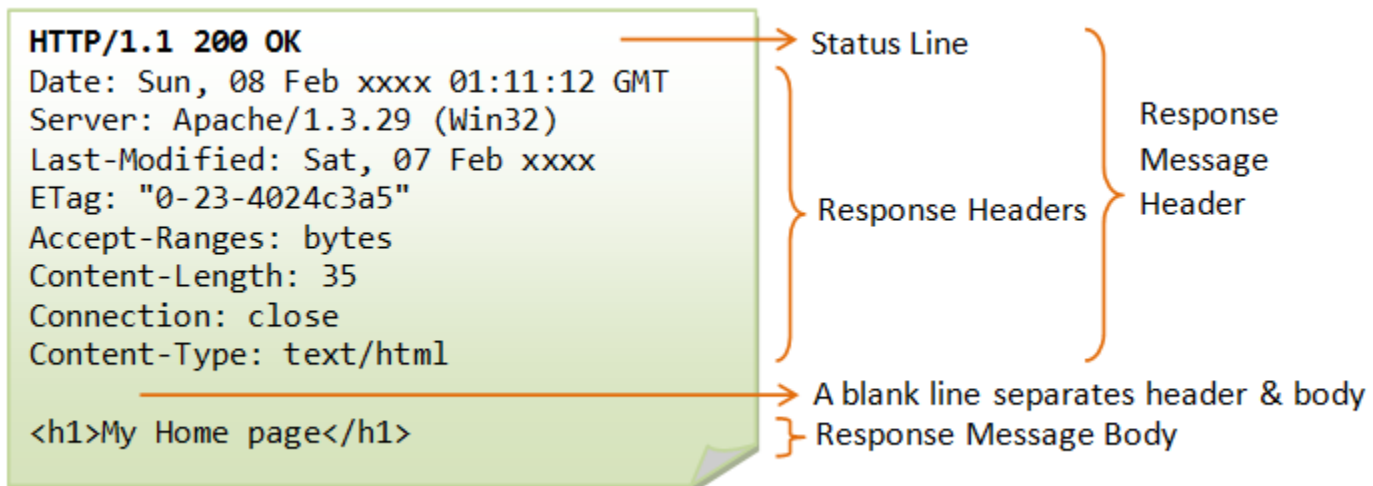 HTTP/1.1 200 OK
Date: Sun, 08 Feb xxxx 01:11:12 GMT
Server: Apache/1.3.29 (Win32)
Last-Modified: Sat, 07 Feb xxxx
ETag: "0-23-4024c3a5"
Accept-Ranges: bytes
Content-Length: 35
Connection: close
Content-Type: text/html
<h1>My Home page</h1>
Status Line
Response Headers
Response
Message
Header
A blank line separates header & body
Response Message Body